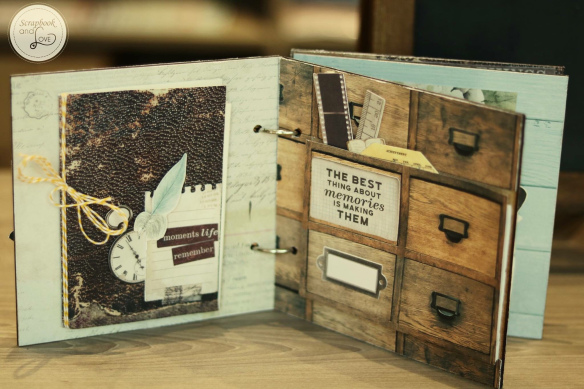 Scrapbook
and
LOVE
THE BEST
THING ABOUT
memories
IS MAKING
THEM
moments life
remember